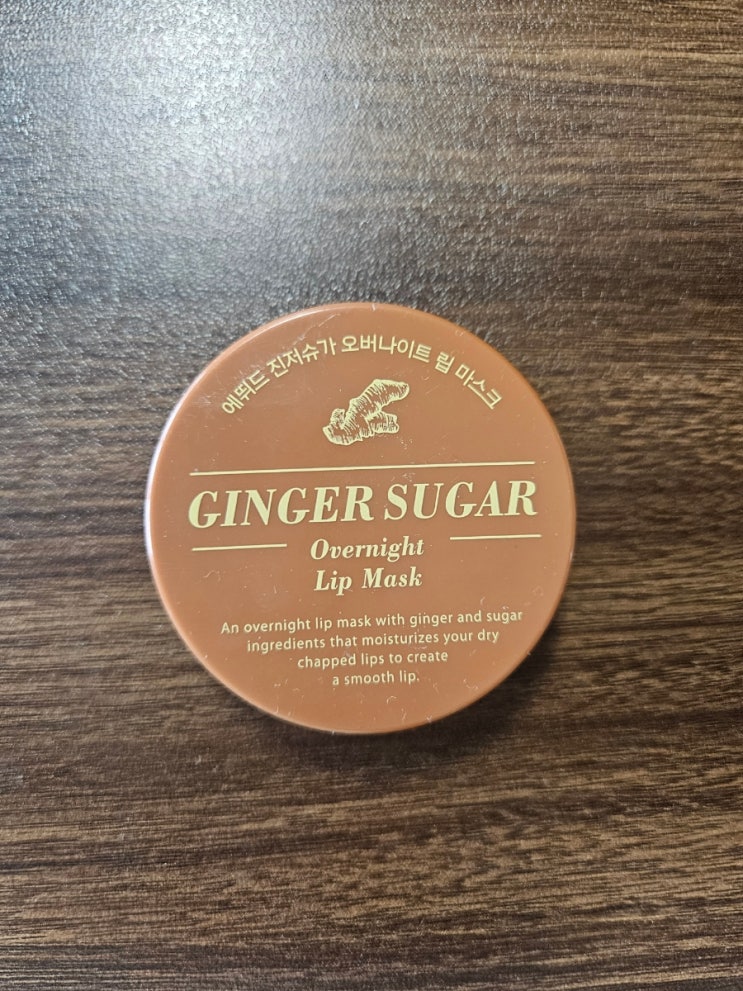 에뛰드 진저슈가 오버나이트 립 마스크
GINGER SUGAR
Overnight
Lip Mask
An overnight lip mask with ginger and sugar
ingredients that moisturizes your dry
chapped lips to create
a smooth lip.